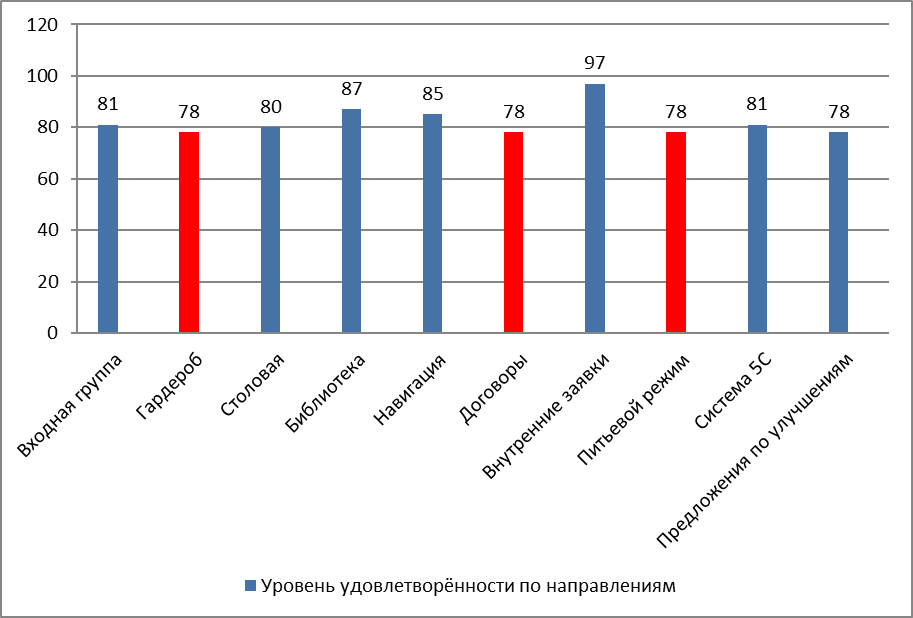 120
100
80
60
40
20
0
81
78
80
87
85
78
97
78
81
78
Входная группа
Гардероб
Столовая
Библиотека
Навигация
Договоры
Внутренние заявки
Питьевой режим
Система 5С
Предложения по улучшениям
Уровень удовлетворённости по направлениям